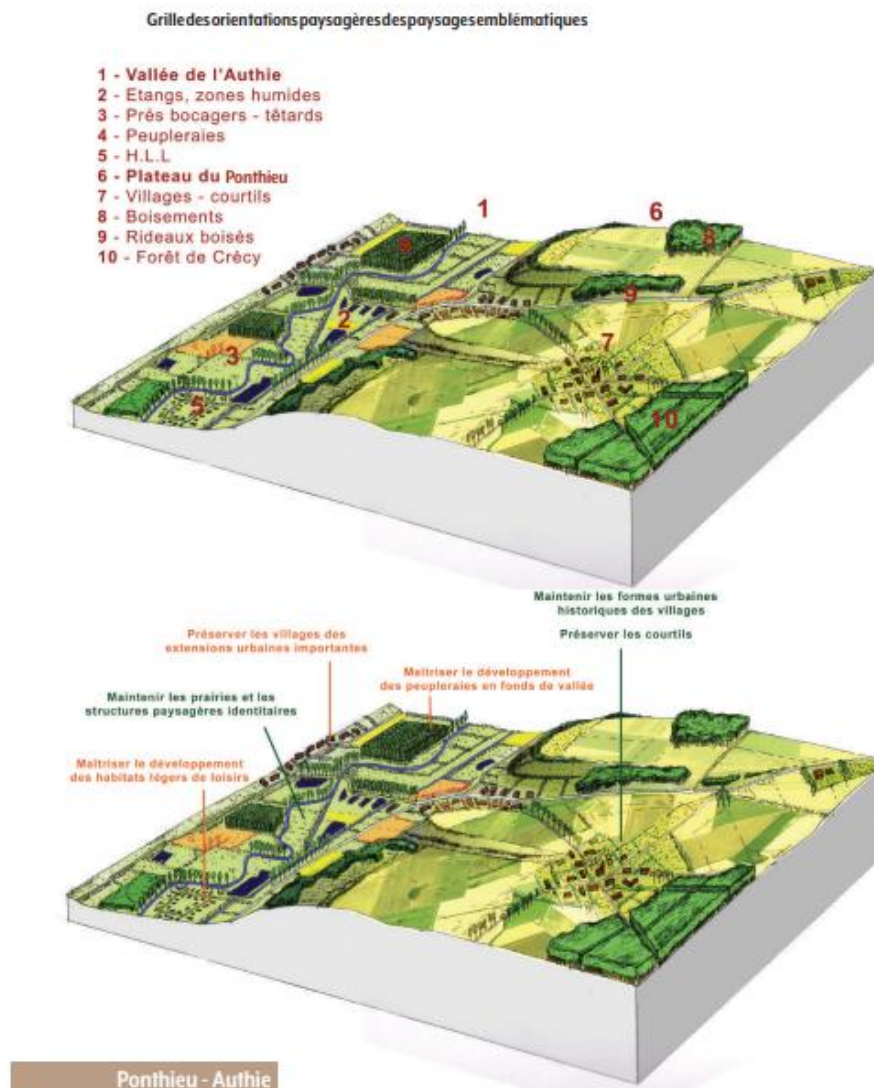 Grilledesorientationspaysagèresdespaysagesemblématiques
1 - Vallée de l'Authie
2 - Etangs, zones humides
3 - Prés bocagers - têtards
4 - Peupleraies
5 - H.L.L
6 - Plateau du Ponthieu
7 - Villages - courtils
8 - Boisements
9 - Rideaux boisés
10 - Forêt de Crécy
1
6
8
9
2
7
3
5
10
Maintenir les formes urbaines
historiques des villages
Préserver les courtils
Préserver les villages des
extensions urbaines importantes
Maîtriser le développement
des peupleraies en fonds de vallée
Maintenir les prairies et les
structures paysagères identitaires
Maîtriser le développement
des habitats légers de loisirs
Ponthieu - Authie